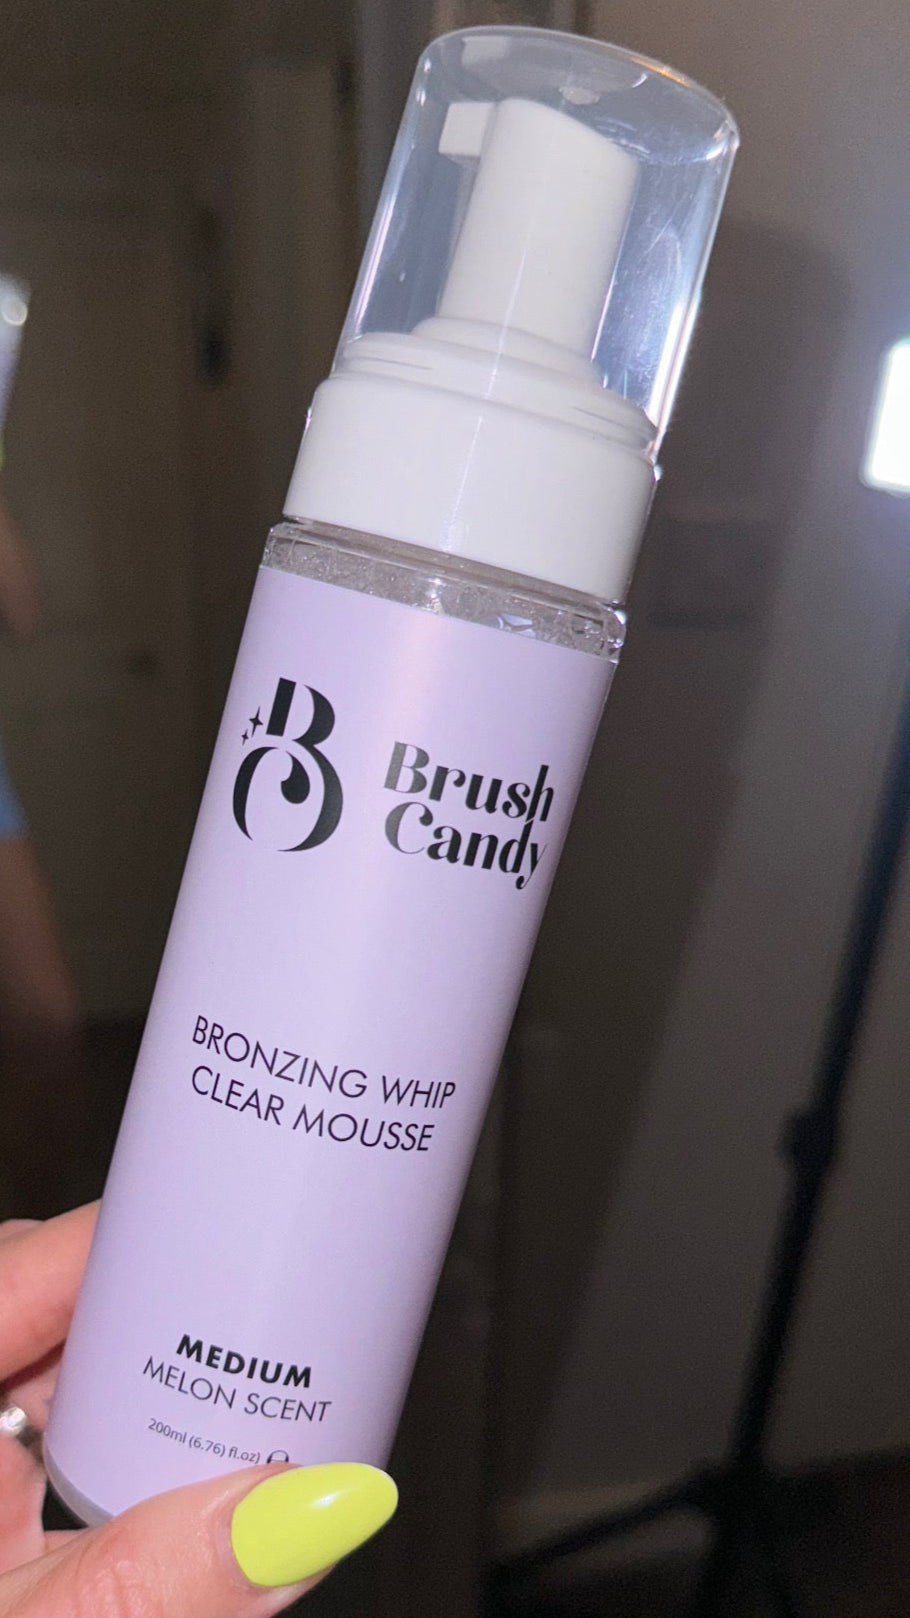 B
Brush
Candy
BRONZING WHIP
CLEAR MOUSSE
MEDIUM
MELON SCENT
200ml (6.76) fl.oz)